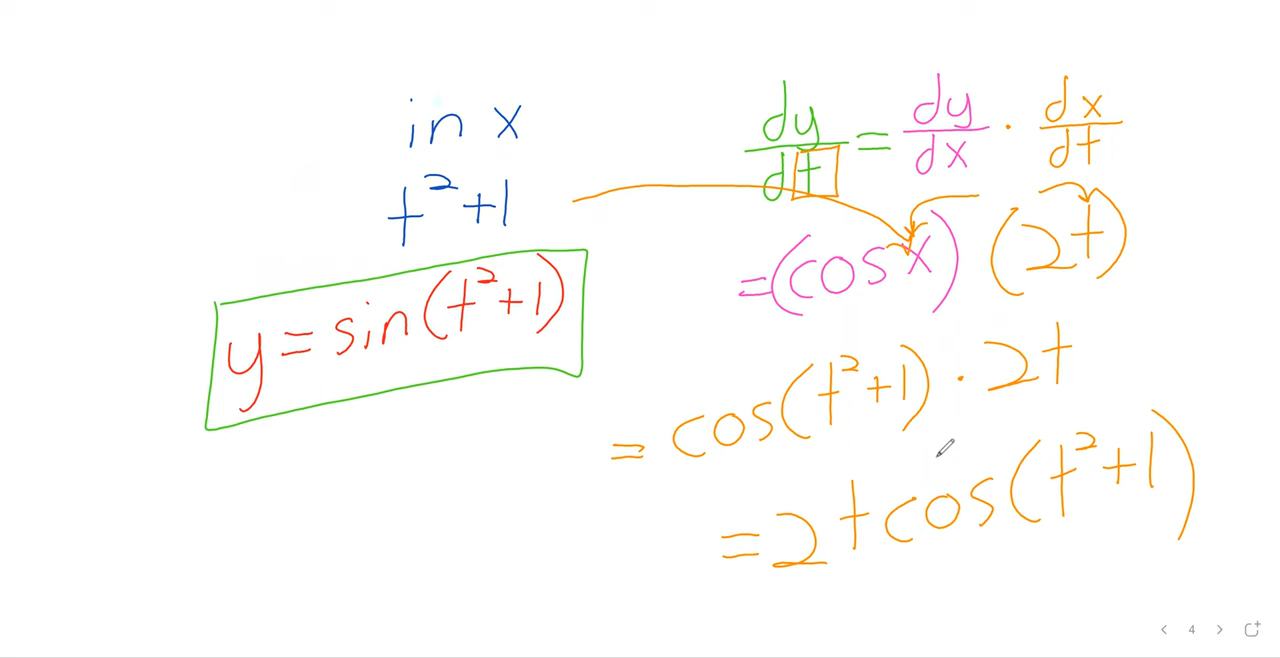 in x
t²+1
y = sin(t²+1)
dy/dt = dy/dx · dx/dt
= (cos x) (2t)
= cos(t²+1) · 2t
= 2t cos(t²+1)
4